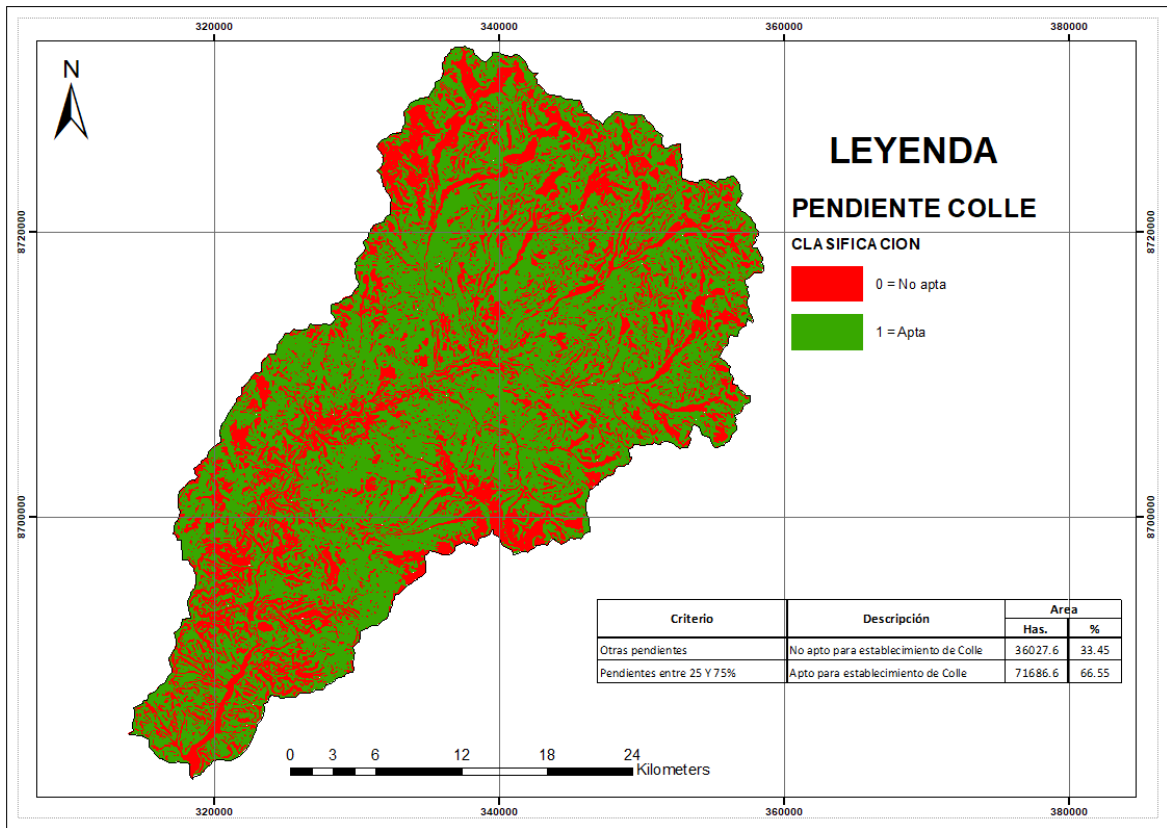 320000 340000 360000 380000
N
LEYENDA
PENDIENTE COLLE
CLASIFICACION
0 = No apta
1 = Apta
8720000 8720000
8700000 8700000
Criterio Descripción Area
Has. %
Otras pendientes No apto para establecimiento de Colle 36027.6 33.45
Pendientes entre 25 Y 75% Apto para establecimiento de Colle 71686.6 66.55
0 3 6 12 18 24
Kilometers
320000 340000 360000 380000